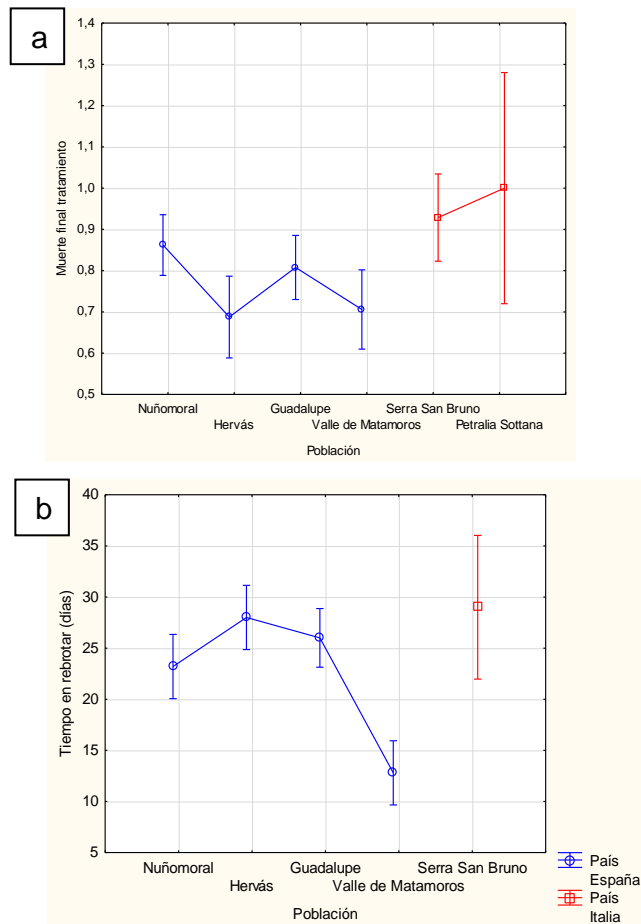 a
1,4
1,3
1,2
1,1
1,0
0,9
0,8
0,7
0,6
0,5
Muerte final tratamiento
Nuñomoral Guadalupe Serra San Bruno
Hervás Valle de Matamoros Petralia Sottana
Población
b
40
35
30
25
20
15
10
5
Tiempo en rebrotar (días)
Nuñomoral Guadalupe Serra San Bruno
Hervás Valle de Matamoros
Población
País
España
País
Italia